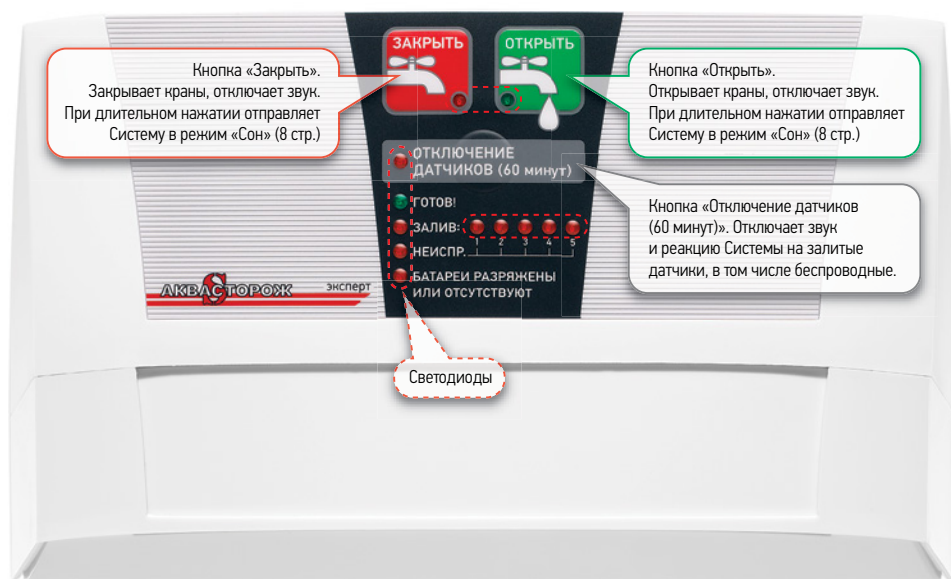 ЗАКРЫТЬ
ОТКРЫТЬ
Кнопка «Закрыть».
Закрывает краны, отключает звук.
При длительном нажатии отправляет
Систему в режим «Сон» (8 стр.)
Кнопка «Открыть».
Открывает краны, отключает звук.
При длительном нажатии отправляет
Систему в режим «Сон» (8 стр.)
ОТКЛЮЧЕНИЕ
ДАТЧИКОВ (60 минут)
Кнопка «Отключение датчиков
(60 минут)». Отключает звук
и реакцию Системы на залитые
датчики, в том числе беспроводные.
ГОТОВ!
ЗАЛИВ:
1 2 3 4 5
НЕИСПР.
БАТАРЕИ РАЗРЯЖЕНЫ
ИЛИ ОТСУТСТВУЮТ
АКВАСТОРОЖ эксперт
Светодиоды